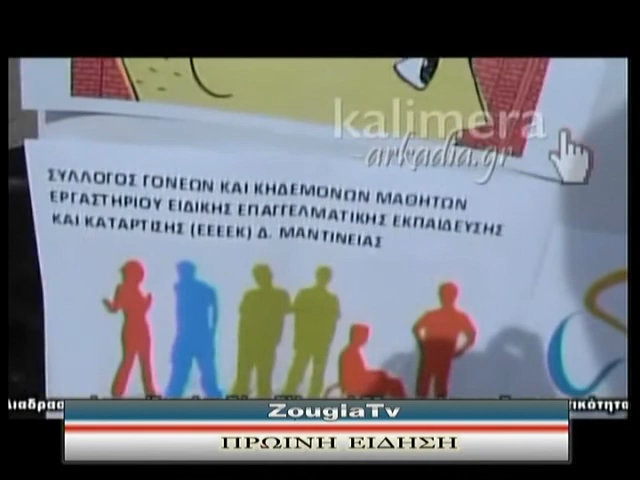 kalimera
-arkadia.gr
ΣΥΛΛΟΓΟΣ ΓΟΝΕΩΝ ΚΑΙ ΚΗΔΕΜΟΝΩΝ ΜΑΘΗΤΩΝ
ΕΡΓΑΣΤΗΡΙΟΥ ΕΙΔΙΚΗΣ ΕΠΑΓΓΕΛΜΑΤΙΚΗΣ ΕΚΠΑΙΔΕΥΣΗΣ
ΚΑΙ ΚΑΤΑΡΤΙΣΗΣ (ΕΕΕΕΚ) Δ. ΜΑΝΤΙΝΕΙΑΣ
ZougiaTv
ΠΡΩΙΝΗ ΕΙΔΗΣΗ